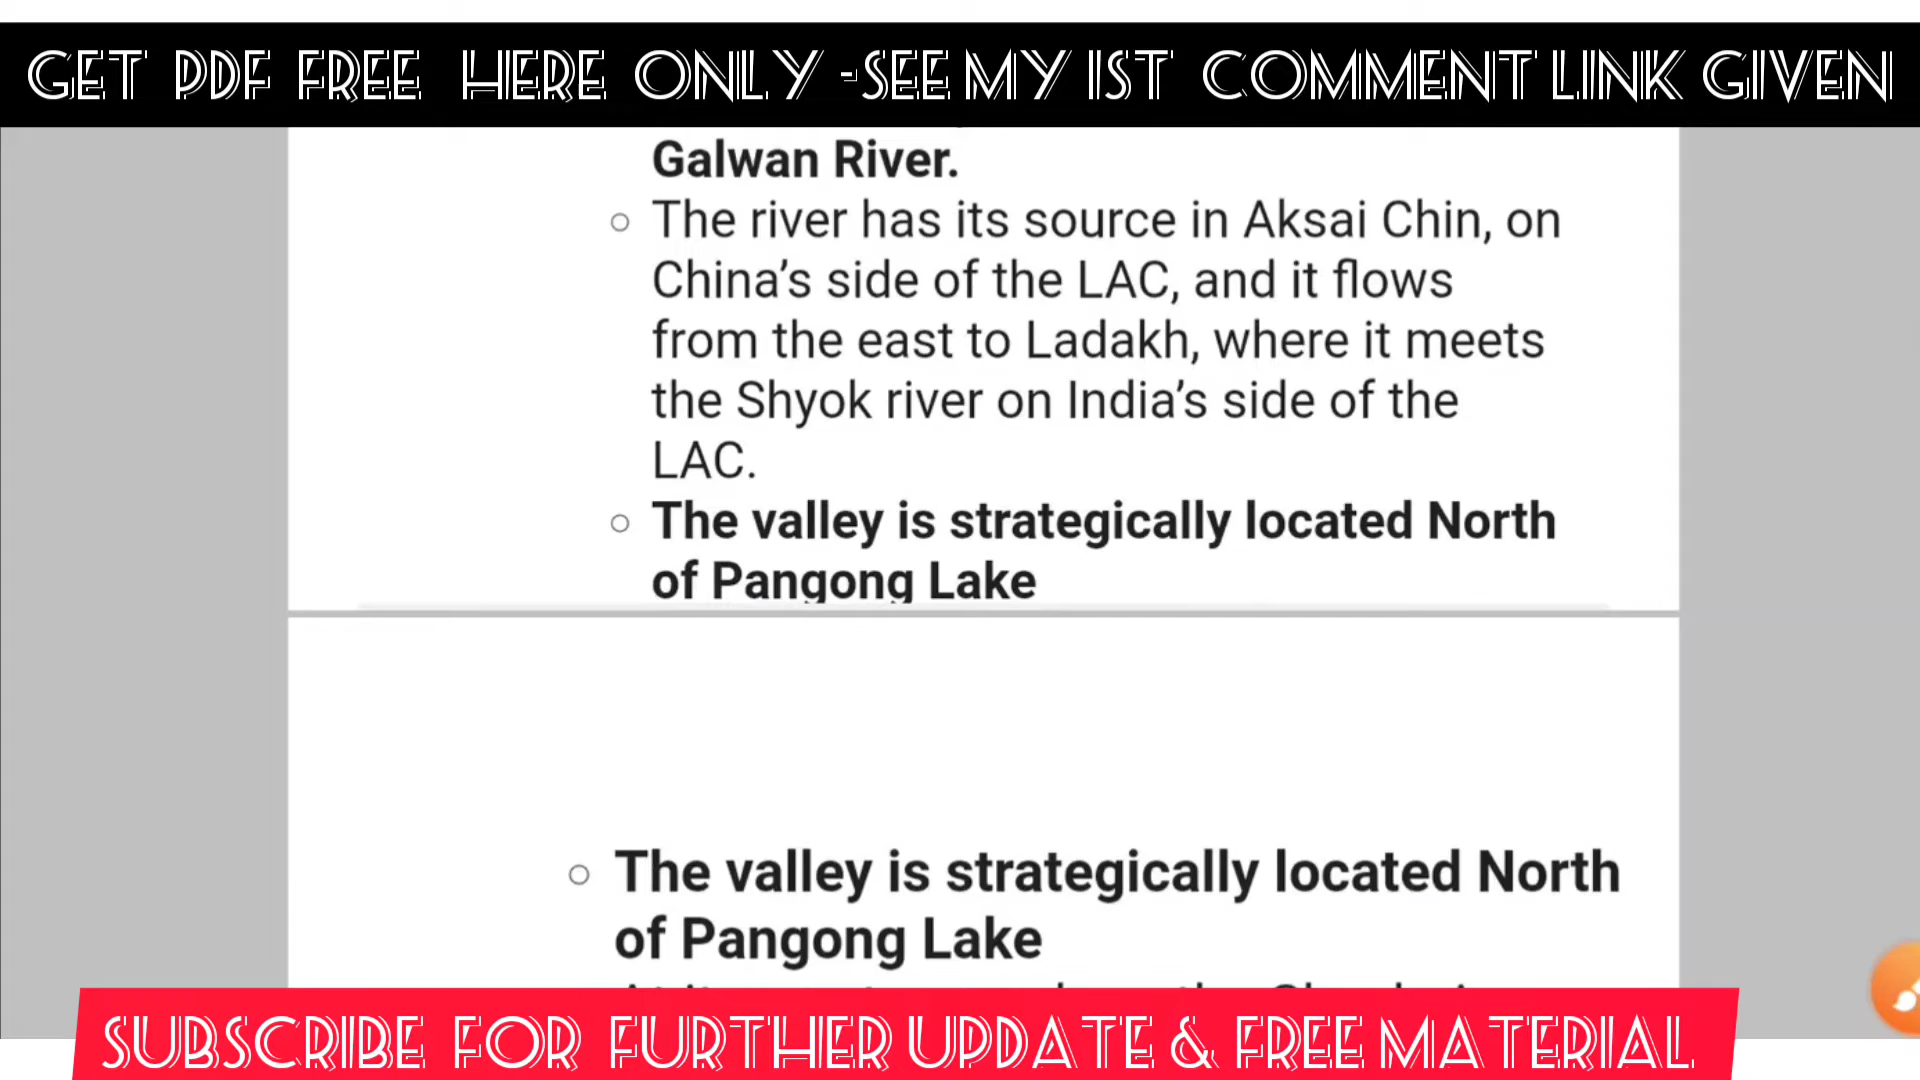 GET PDF FREE HERE ONLY -SEE MY 1ST COMMENT LINK GIVEN
Galwan River.
○ The river has its source in Aksai Chin, on
China’s side of the LAC, and it flows
from the east to Ladakh, where it meets
the Shyok river on India’s side of the
LAC.
○ The valley is strategically located North
of Pangong Lake
○ The valley is strategically located North
of Pangong Lake
SUBSCRIBE FOR FURTHER UPDATE & FREE MATERIAL